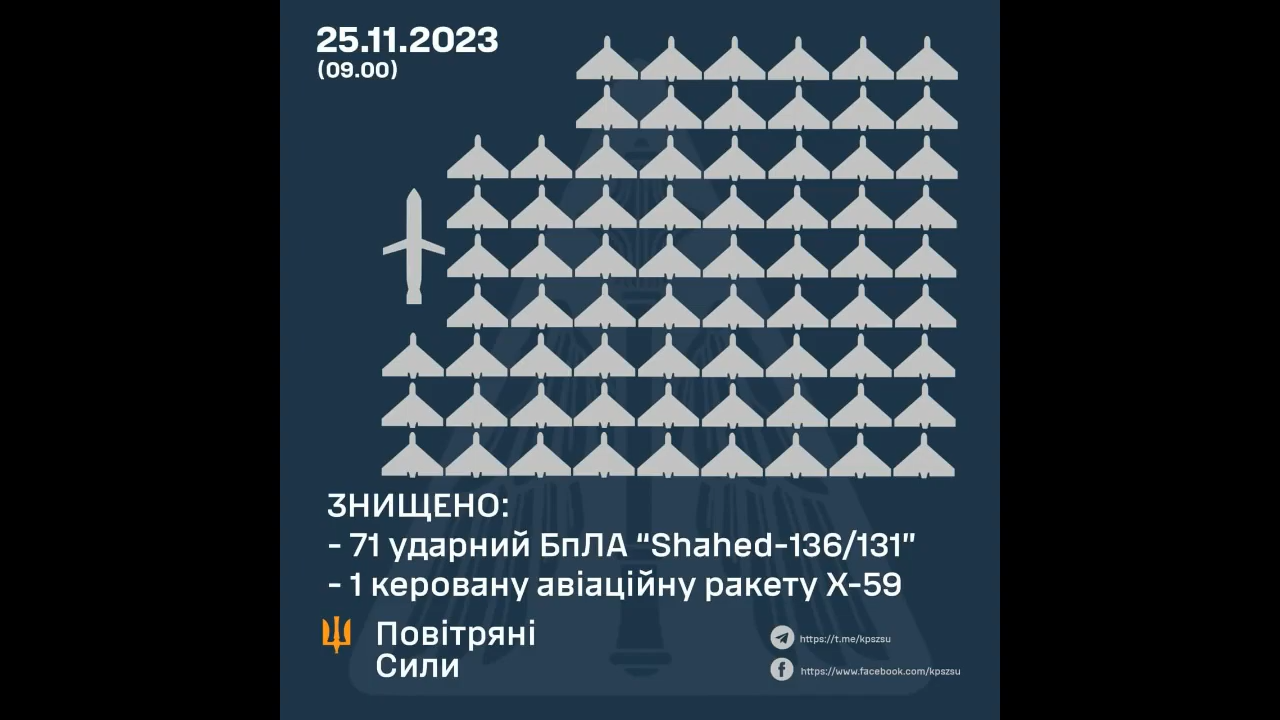 25.11.2023
(09.00)
ЗНИЩЕНО:
- 71 ударний БпЛА “Shahed-136/131”
- 1 керовану авіаційну ракету Х-59
Повітряні
Сили
https://t.me/kpszsu
https://www.facebook.com/kpszsu